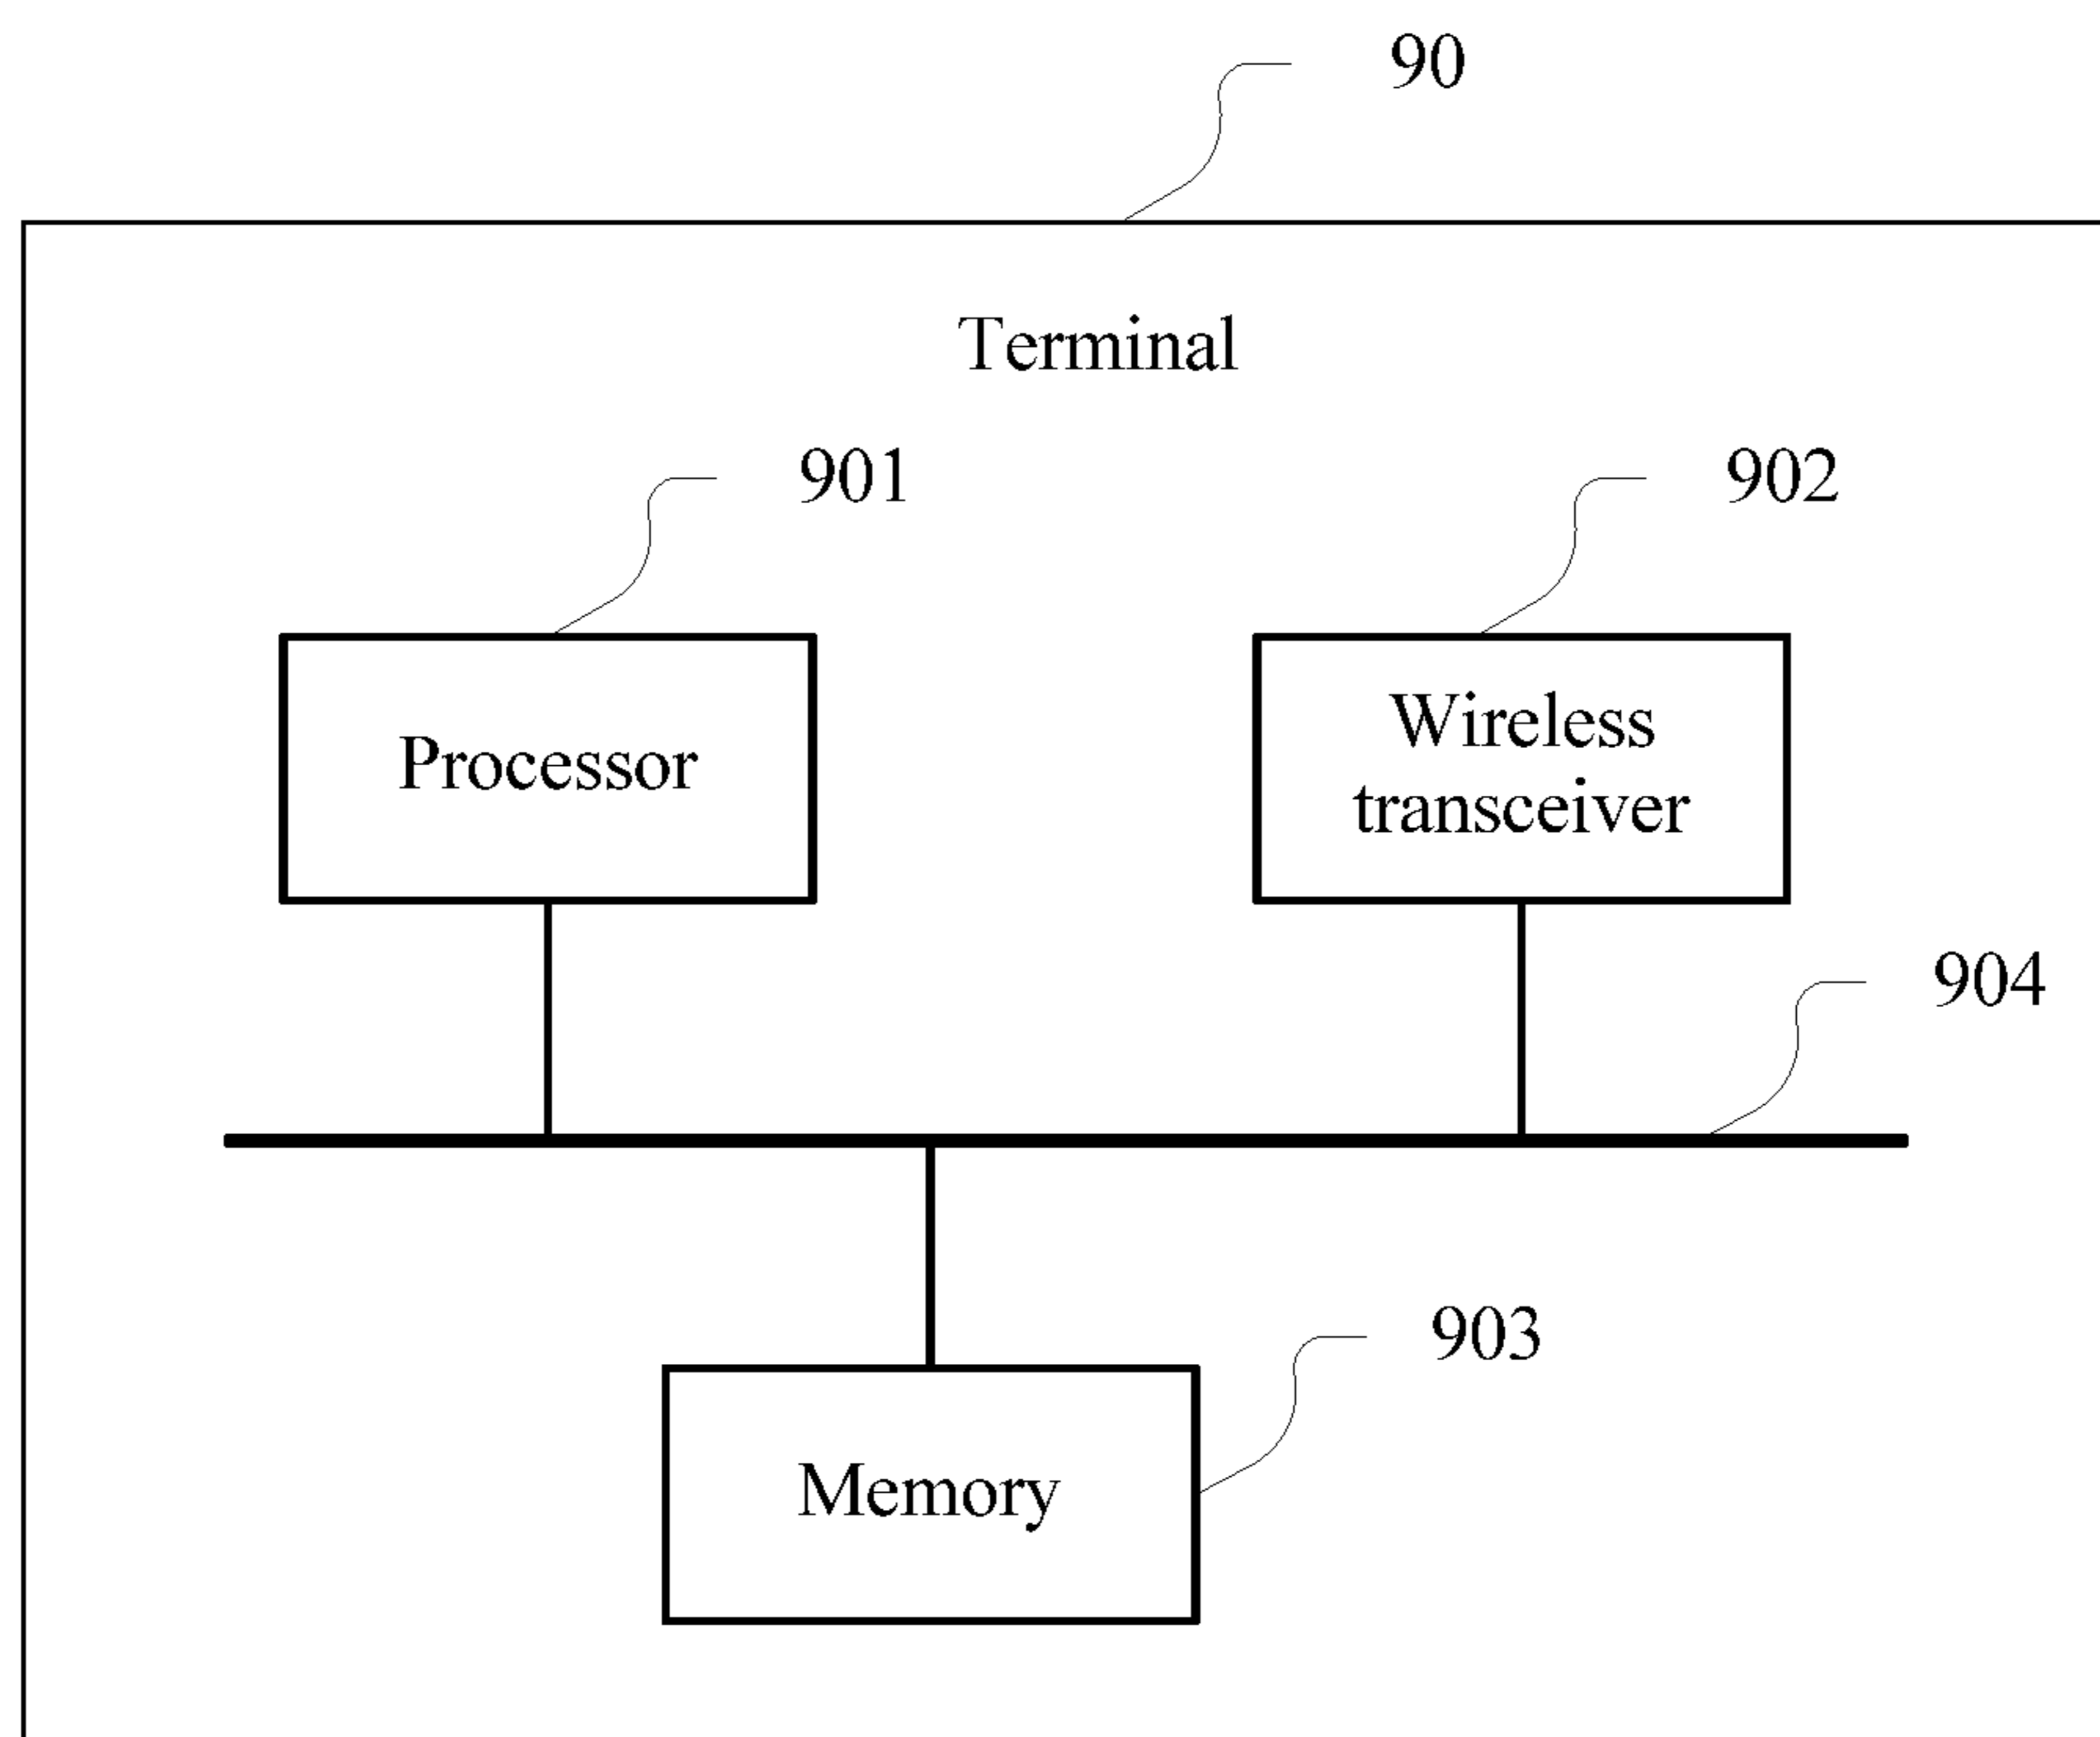 90
Terminal
901
902
Processor
Wireless
transceiver
904
903
Memory